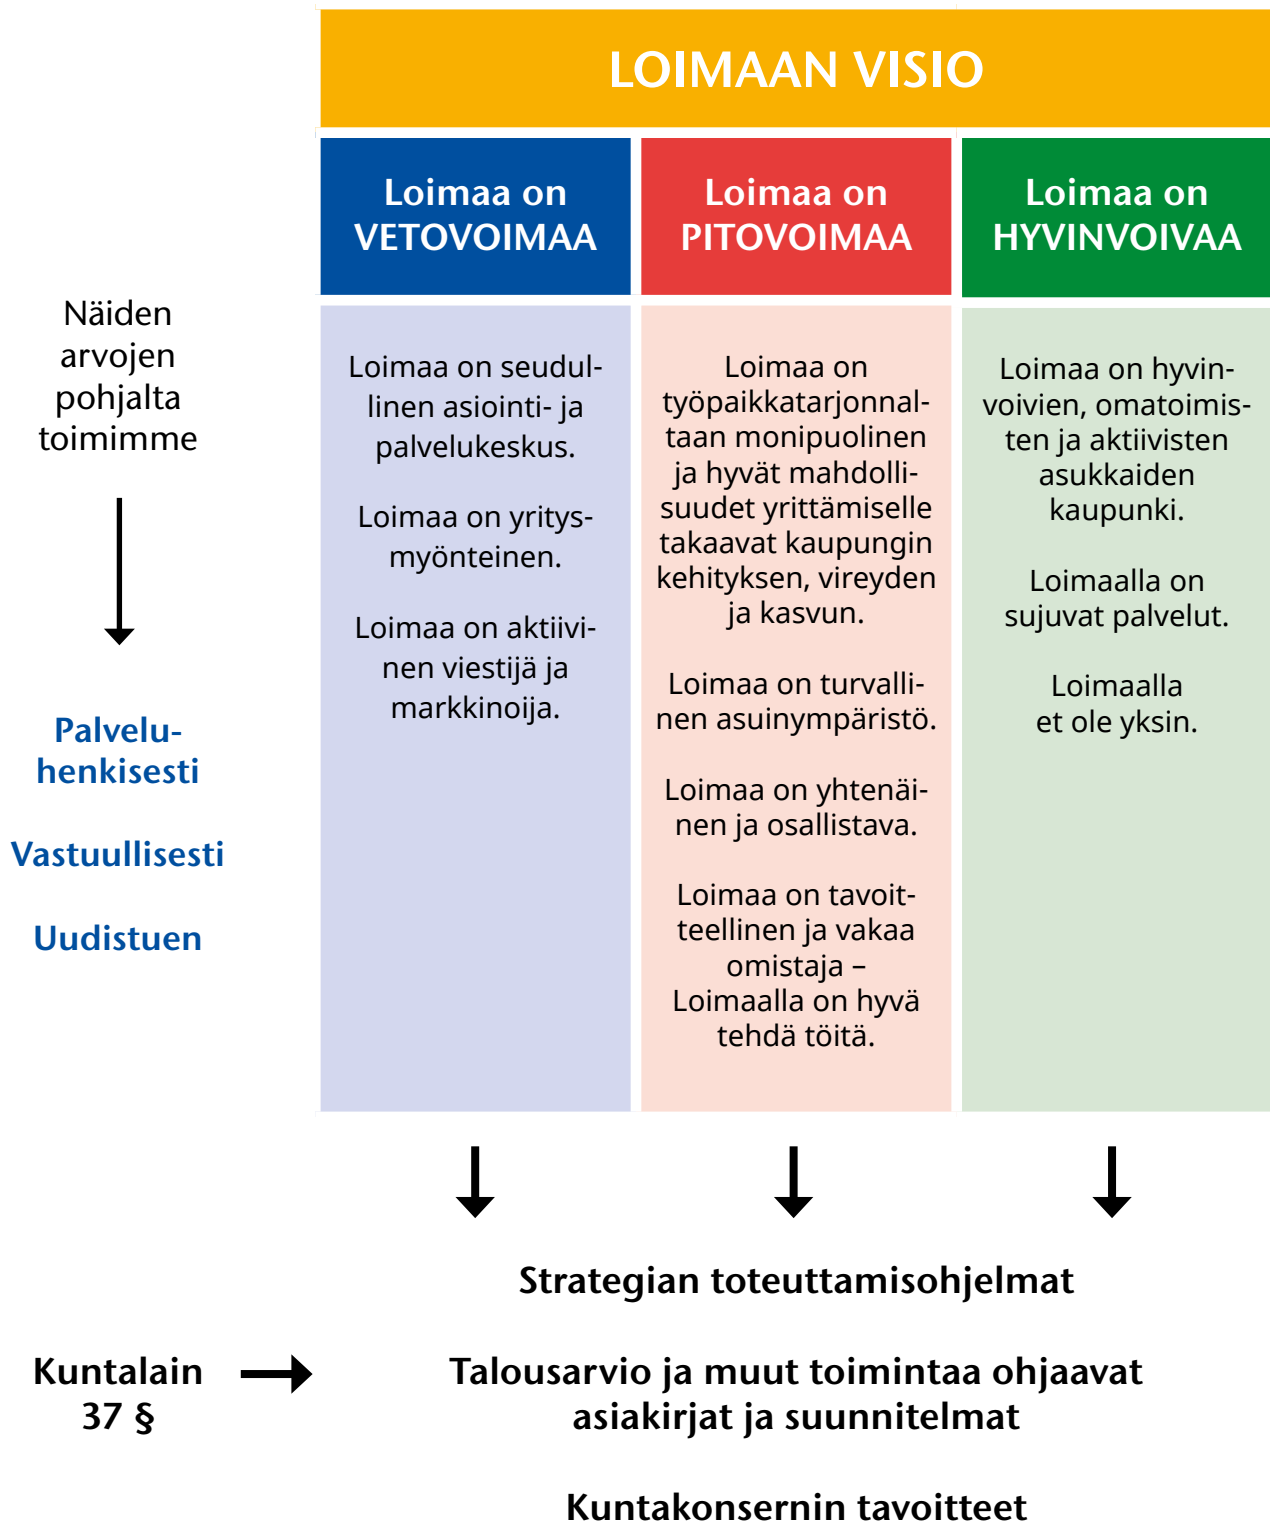 LOIMAAN VISIO
Näiden
arvojen
pohjalta
toimimme
Palvelu-
henkisesti
Vastuullisesti
Uudistuen
Loimaa on
VETOVOIMAA
Loimaa on seudul-
linen asiointi- ja
palvelukeskus.
Loimaa on yritys-
myönteinen.
Loimaa on aktiivi-
nen viestijä ja
markkinoija.
Loimaa on
PITOVOIMAA
Loimaa on
työpaikkatarjonnal-
taan monipuolinen
ja hyvät mahdolli-
suudet yrittämiselle
takaavat kaupungin
kehityksen, vireyden
ja kasvun.
Loimaa on turvalli-
nen asuinympäristö.
Loimaa on yhtenäi-
nen ja osallistava.
Loimaa on tavoit-
teellinen ja vakaa
omistaja –
Loimaalla on hyvä
tehdä töitä.
Loimaa on
HYVINVOIVAA
Loimaa on hyvin-
voivien, omatoimis-
ten ja aktiivisten
asukkaiden
kaupunki.
Loimaalla on
sujuvat palvelut.
Loimaalla
et ole yksin.
Strategian toteuttamisohjelmat
Kuntalain
37 §
Talousarvio ja muut toimintaa ohjaavat
asiakirjat ja suunnitelmat
Kuntakonsernin tavoitteet